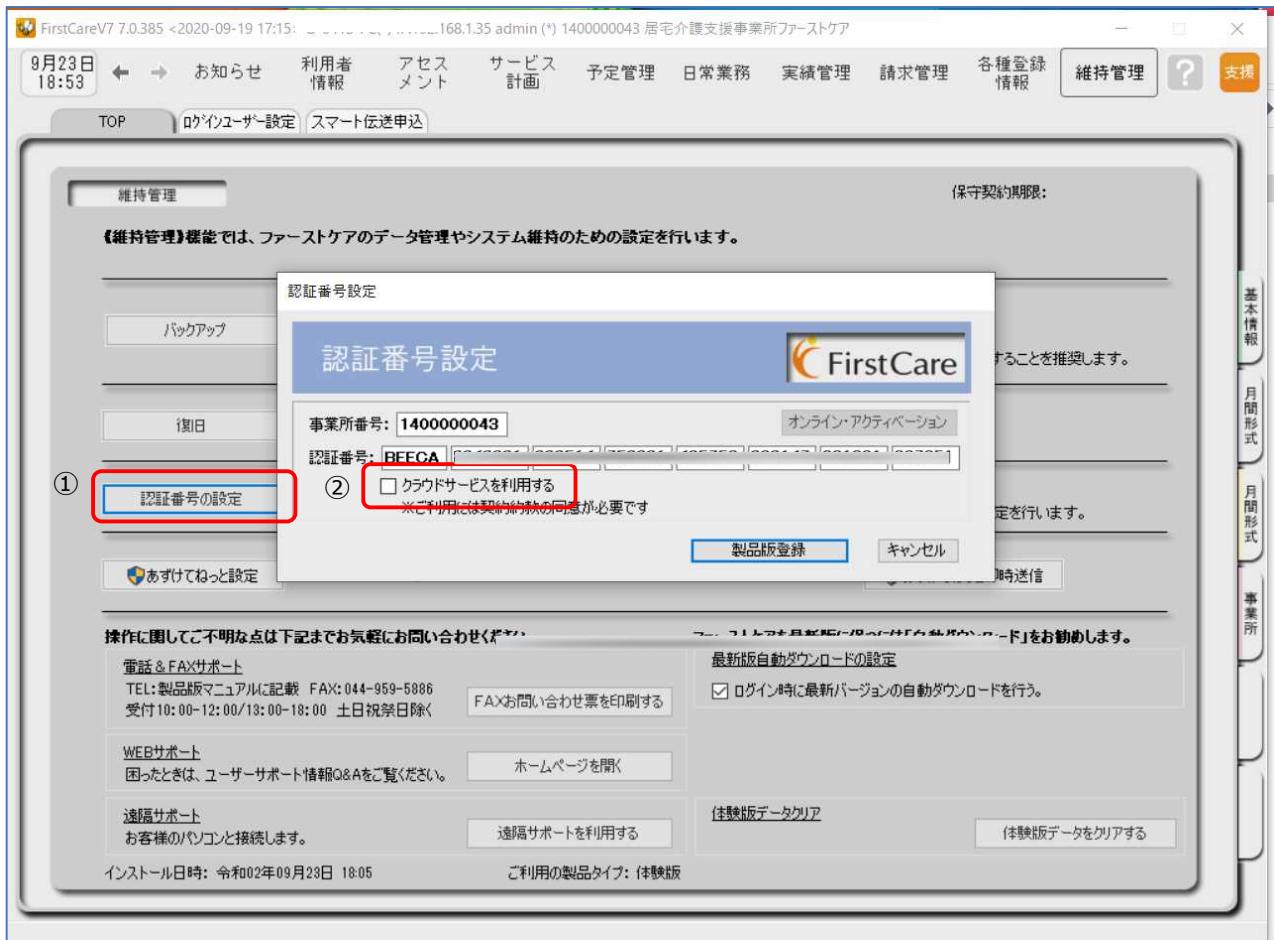 FirstCareV7 7.0.385 <2020-09-19 17:15: .168.1.35 admin (*) 1400000043 居宅介護支援事業所ファーストケア
9月23日 18:53
お知らせ
利用者情報
アセスメント
サービス計画
予定管理
日常業務
実績管理
請求管理
各種登録情報
維持管理
?
支援
TOP
ログインユーザー設定
スマート伝送申込
維持管理
保守契約期限:
《維持管理》機能では、ファーストケアのデータ管理やシステム維持のための設定を行います。
バックアップ
することを推奨します。
復旧
① 認証番号の設定
定を行います。
あずけてねっと設定
時送信
認証番号設定
認証番号設定
FirstCare
事業所番号: 1400000043
オンライン・アクティベーション
認証番号: BEECA
② クラウドサービスを利用する
※ご利用には契約約款の同意が必要です
製品版登録
キャンセル
操作に関してご不明な点は下記までお気軽にお問い合わせください
ファーストケアを最新版に保つには「自動ダウンロード」をお勧めします。
電話&FAXサポート
TEL:製品版マニュアルに記載 FAX:044-959-5886
受付10:00-12:00/13:00-18:00 土日祝祭日除く
FAXお問い合わせ票を印刷する
最新版自動ダウンロードの設定
ログイン時に最新バージョンの自動ダウンロードを行う。
WEBサポート
困ったときは、ユーザーサポート情報Q&Aをご覧ください。
ホームページを開く
遠隔サポート
お客様のパソコンと接続します。
遠隔サポートを利用する
体験版データクリア
体験版データをクリアする
インストール日時: 令和02年09月23日 18:05
ご利用の製品タイプ: 体験版
基本情報
月間形式
月間形式
事業所